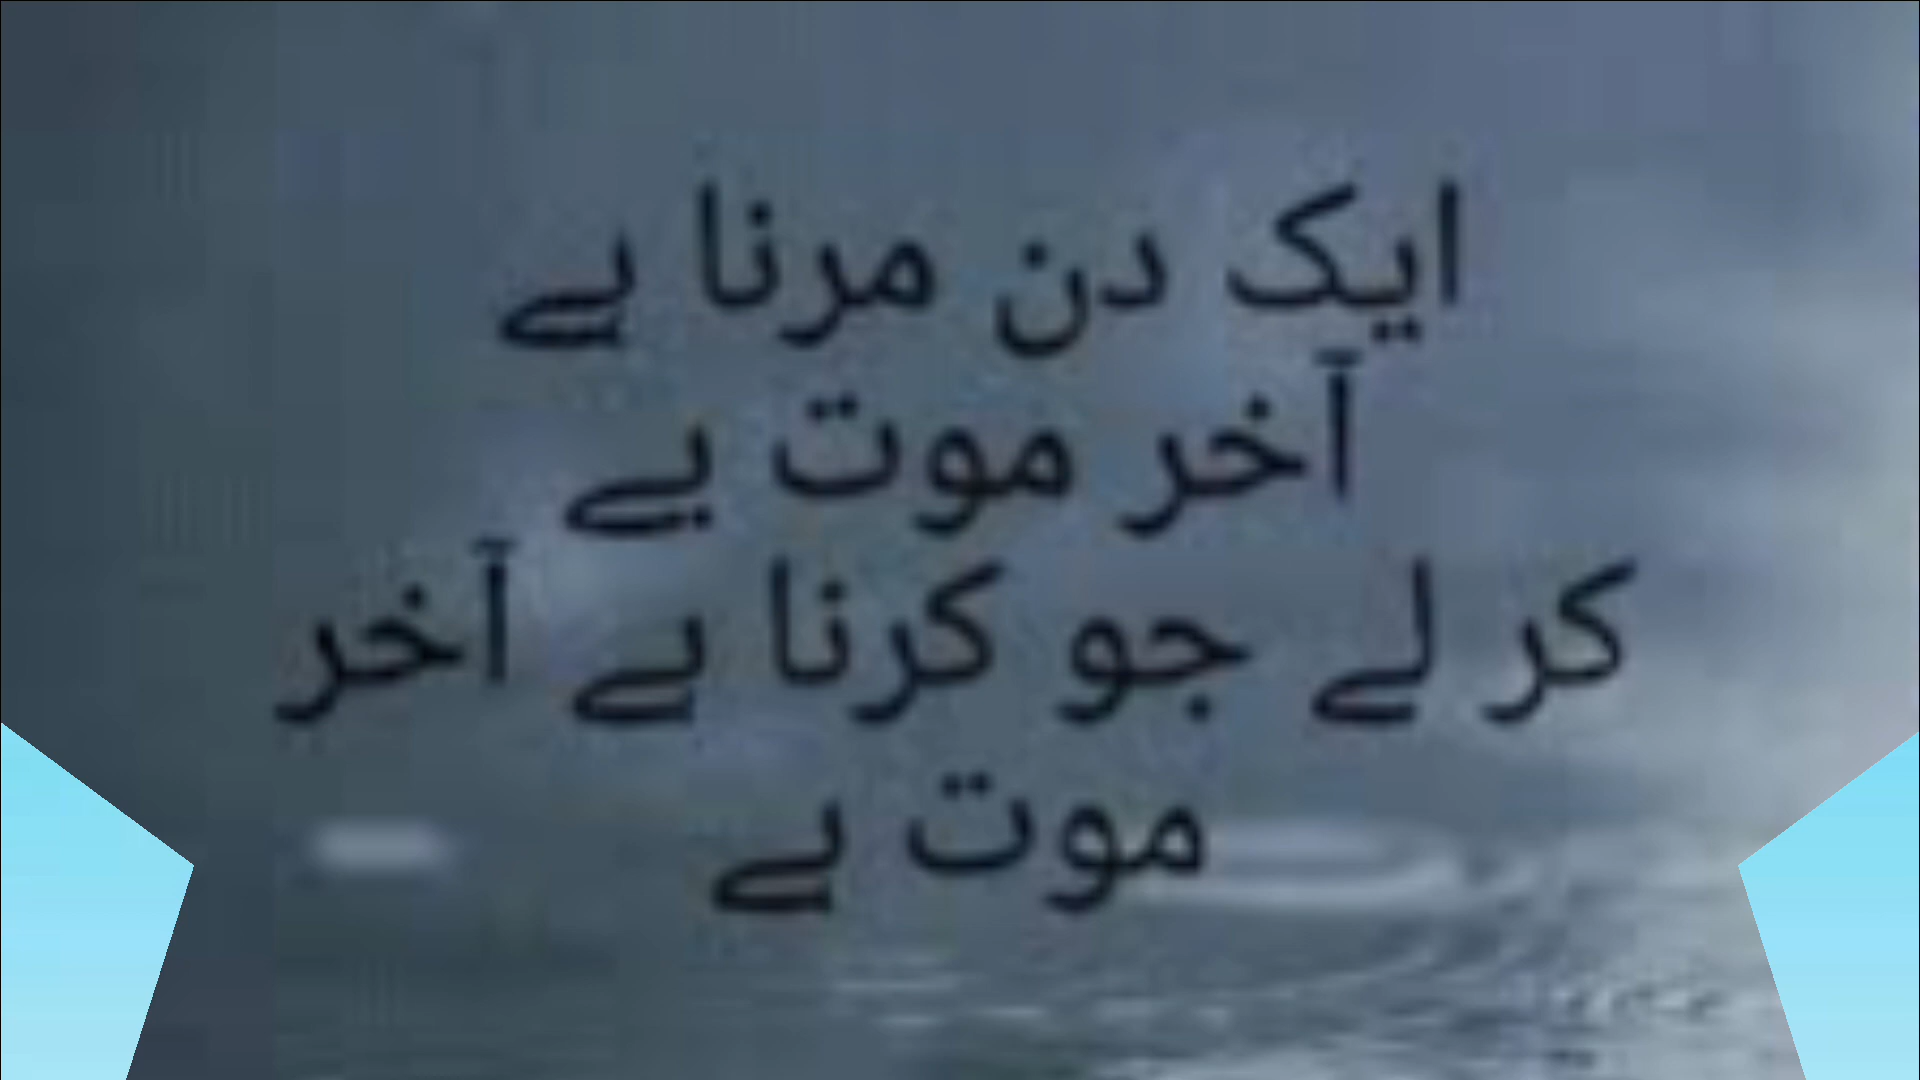 ایک دن مرنا ہے
آخر موت ہے
کر لے جو کرنا ہے آخر
موت ہے